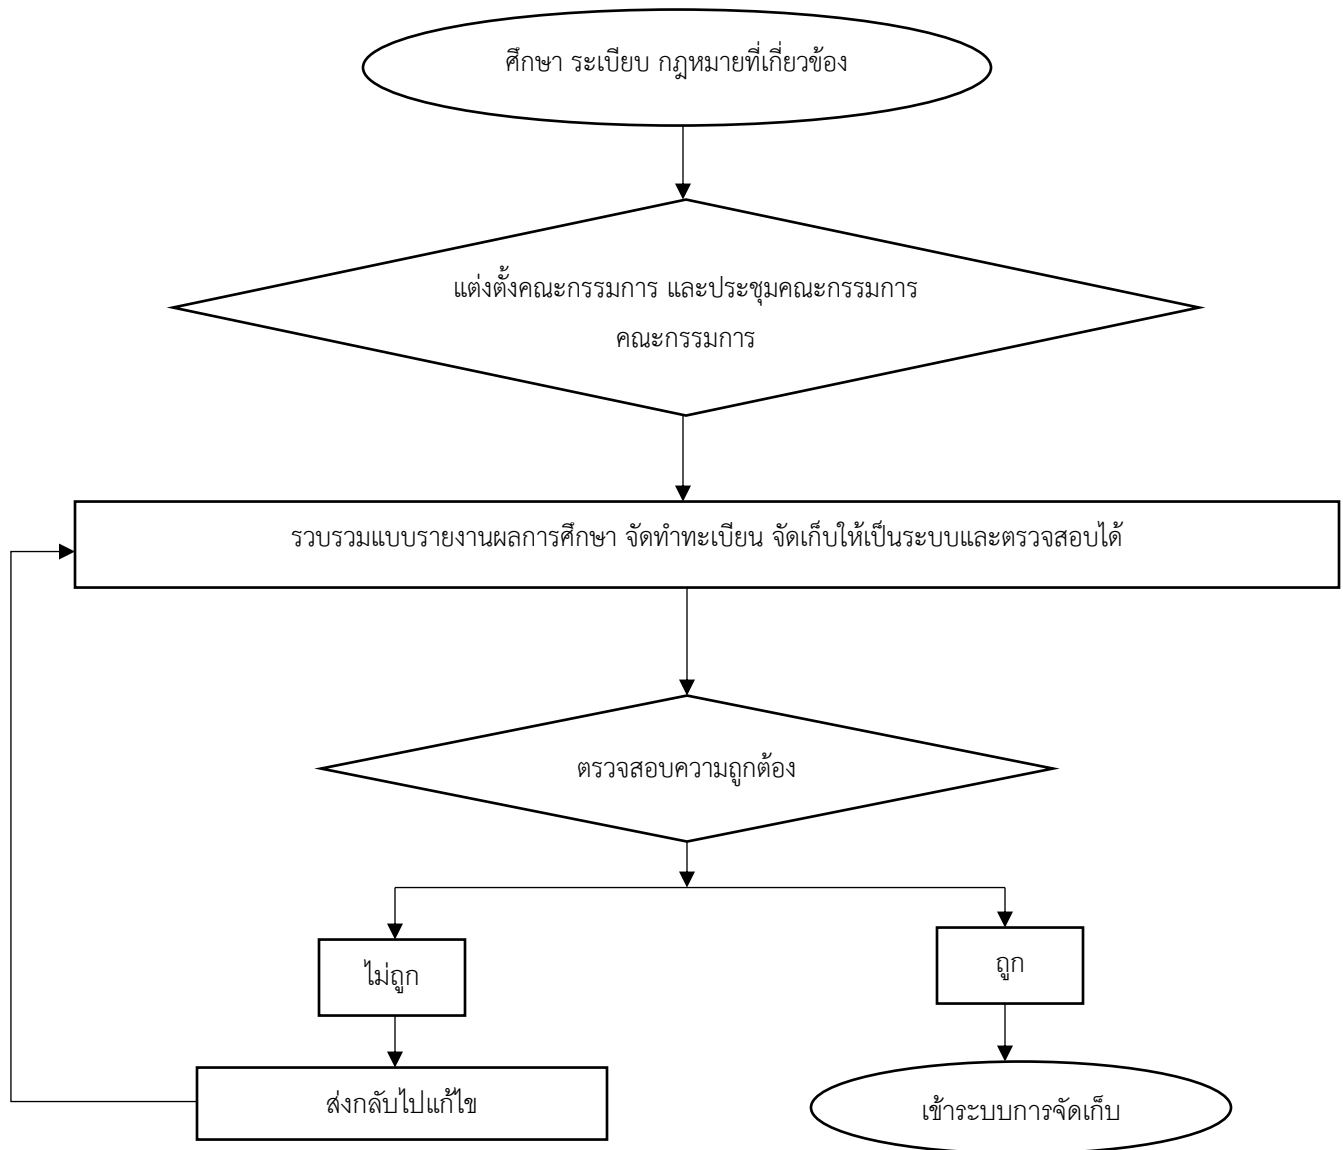 ศึกษา ระเบียบ กฎหมายที่เกี่ยวข้อง
แต่งตั้งคณะกรรมการ และประชุมคณะกรรมการ
คณะกรรมการ
รวบรวมแบบรายงานผลการศึกษา จัดทำทะเบียน จัดเก็บให้เป็นระบบและตรวจสอบได้
ตรวจสอบความถูกต้อง
ไม่ถูก
ถูก
ส่งกลับไปแก้ไข
เข้าระบบการจัดเก็บ